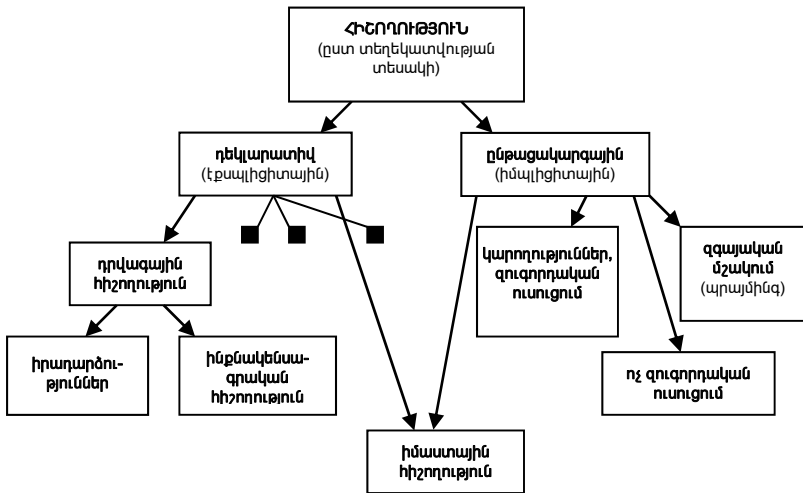 ՀԻՇՈՂՈՒԹՅՈՒՆ
(ըստ տեղեկատվության
տեսակի)
դեկլարատիվ
(էքսպլիցիտային)
ընթացակարգային
(իմպլիցիտային)
դրվագային
հիշողություն
կարողություններ,
զուգորդական
ուսուցում
զգայական
մշակում
(պրայմինգ)
իրադարձու-
թյուններ
ինքնակենսա-
գրական
հիշողություն
ոչ զուգորդական
ուսուցում
իմաստային
հիշողություն